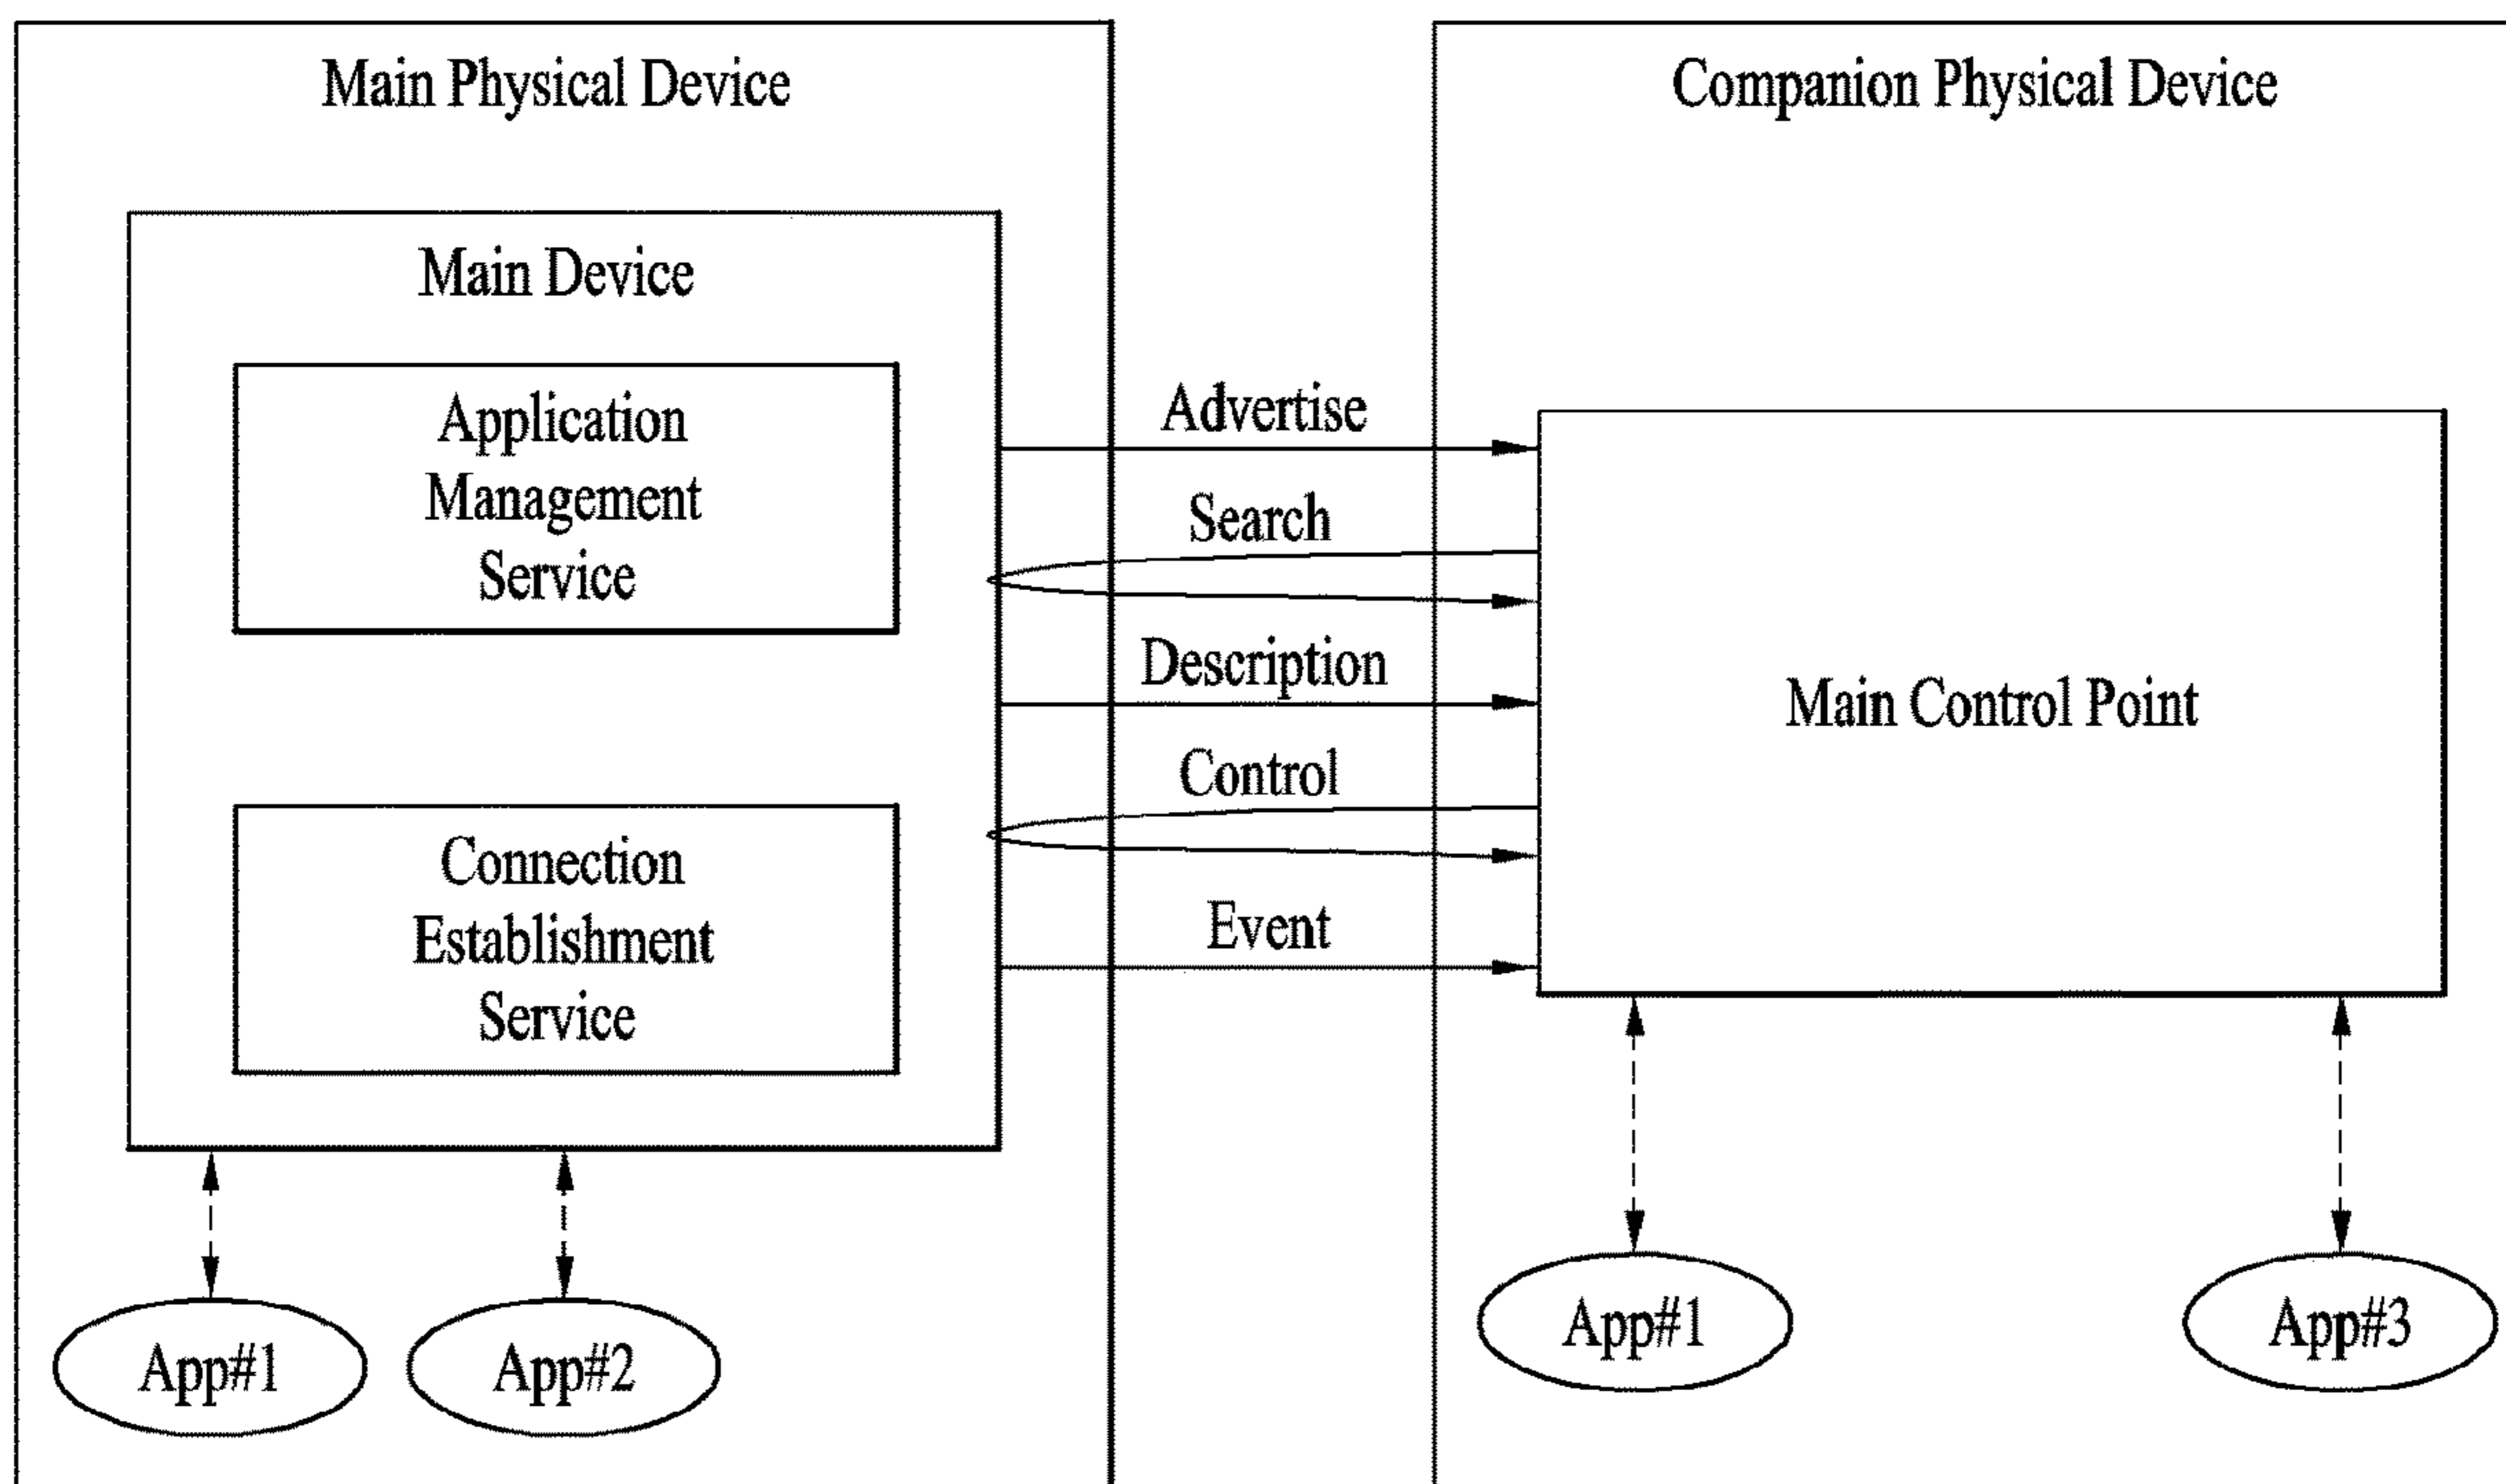 Main Physical Device
Main Device
Application
Management
Service
Connection
Establishment
Service
App#1
App#2
Advertise
Search
Description
Control
Event
Companion Physical Device
Main Control Point
App#1
App#3